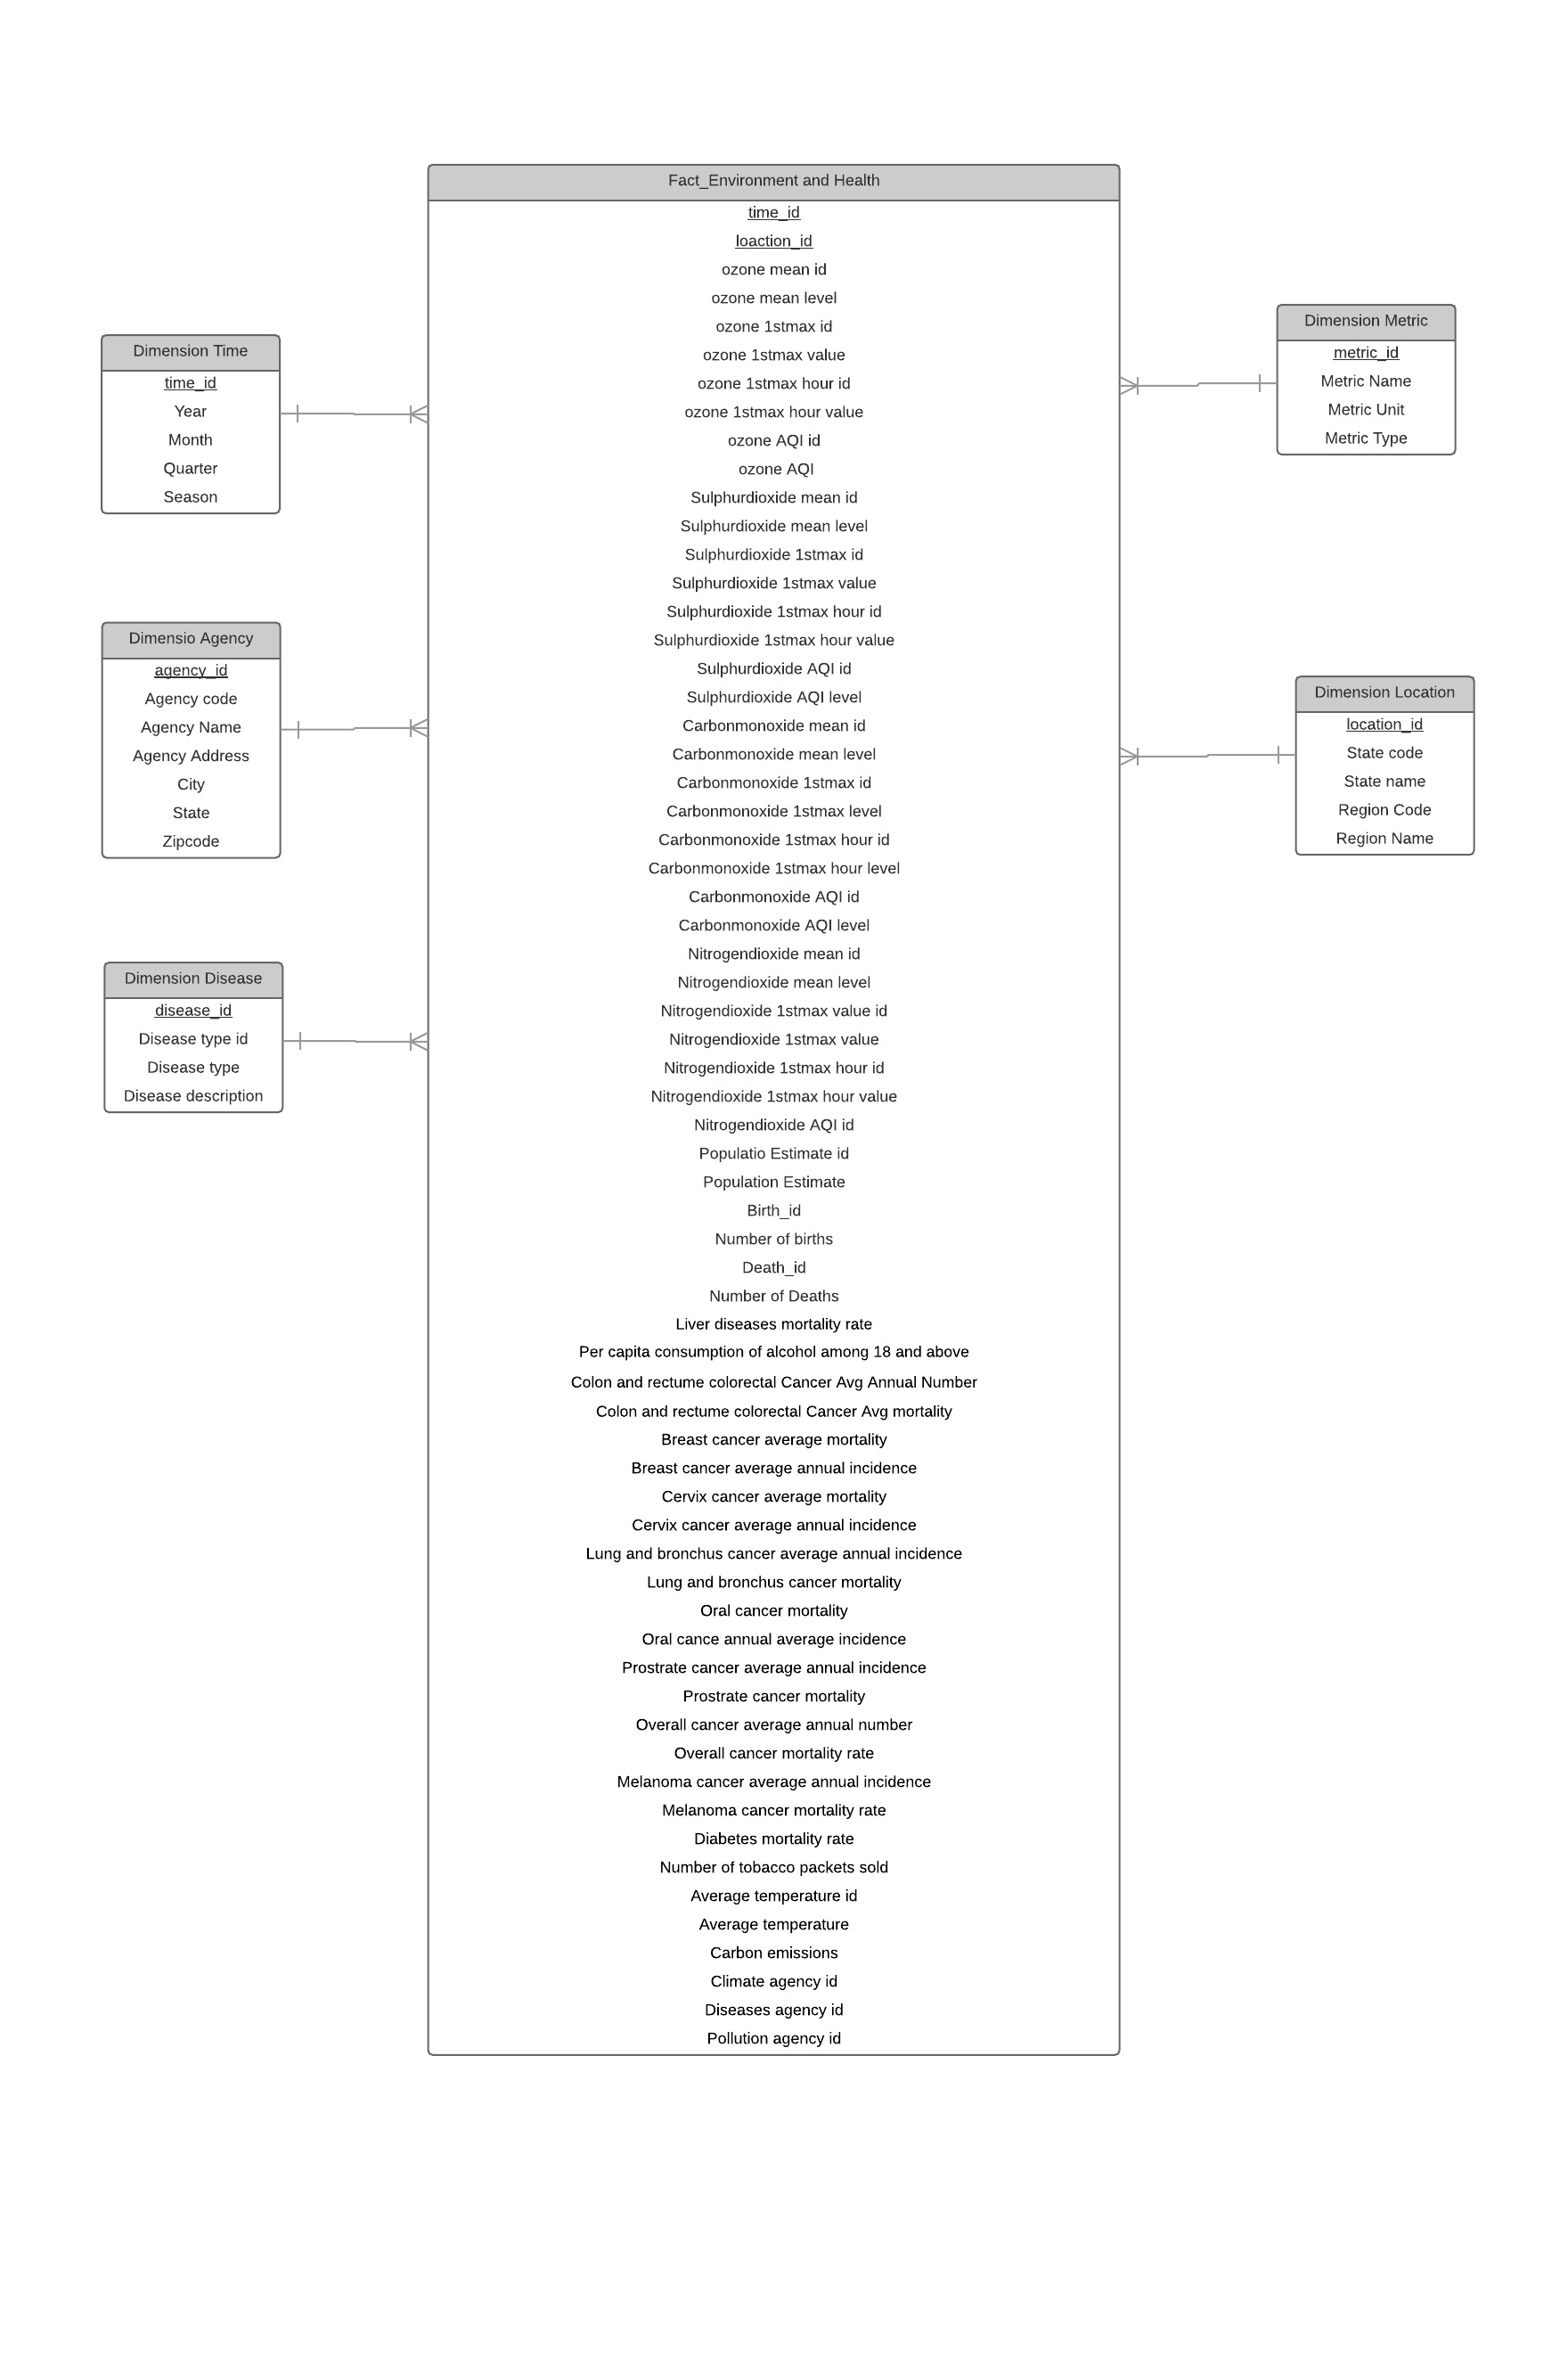 Fact_Environment and Health
time_id
loaction_id
ozone mean id
ozone mean level
ozone 1stmax id
ozone 1stmax value
ozone 1stmax hour id
ozone 1stmax hour value
ozone AQI id
ozone AQI
Sulphurdioxide mean id
Sulphurdioxide mean level
Sulphurdioxide 1stmax id
Sulphurdioxide 1stmax value
Sulphurdioxide 1stmax hour id
Sulphurdioxide 1stmax hour value
Sulphurdioxide AQI id
Sulphurdioxide AQI level
Carbonmonoxide mean id
Carbonmonoxide mean level
Carbonmonoxide 1stmax id
Carbonmonoxide 1stmax level
Carbonmonoxide 1stmax hour id
Carbonmonoxide 1stmax hour level
Carbonmonoxide AQI id
Carbonmonoxide AQI level
Nitrogendioxide mean id
Nitrogendioxide mean level
Nitrogendioxide 1stmax value id
Nitrogendioxide 1stmax value
Nitrogendioxide 1stmax hour id
Nitrogendioxide 1stmax hour value
Nitrogendioxide AQI id
Populatio Estimate id
Population Estimate
Birth_id
Number of births
Death_id
Number of Deaths
Liver diseases mortality rate
Per capita consumption of alcohol among 18 and above
Colon and rectume colorectal Cancer Avg Annual Number
Colon and rectume colorectal Cancer Avg mortality
Breast cancer average mortality
Breast cancer average annual incidence
Cervix cancer average mortality
Cervix cancer average annual incidence
Lung and bronchus cancer average annual incidence
Lung and bronchus cancer mortality
Oral cancer mortality
Oral cance annual average incidence
Prostrate cancer average annual incidence
Prostrate cancer mortality
Overall cancer average annual number
Overall cancer mortality rate
Melanoma cancer average annual incidence
Melanoma cancer mortality rate
Diabetes mortality rate
Number of tobacco packets sold
Average temperature id
Average temperature
Carbon emissions
Climate agency id
Diseases agency id
Pollution agency id
Dimension Time
time_id
Year
Month
Quarter
Season
Dimensio Agency
agency_id
Agency code
Agency Name
Agency Address
City
State
Zipcode
Dimension Disease
disease_id
Disease type id
Disease type
Disease description
Dimension Metric
metric_id
Metric Name
Metric Unit
Metric Type
Dimension Location
location_id
State code
State name
Region Code
Region Name